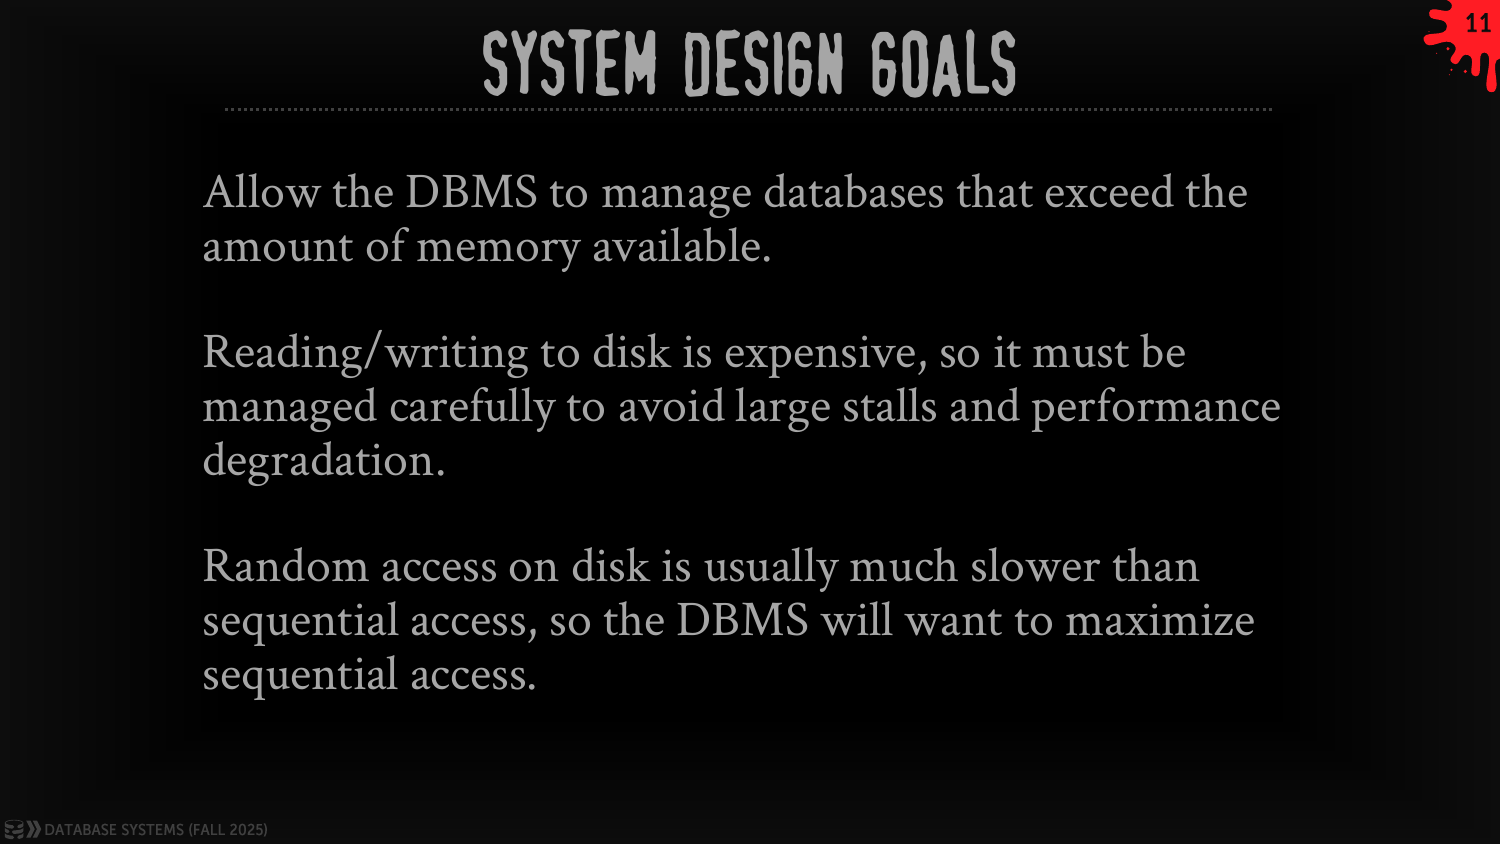 11
SYSTEM DESIGN GOALS
Allow the DBMS to manage databases that exceed the
amount of memory available.
Reading/writing to disk is expensive, so it must be
managed carefully to avoid large stalls and performance
degradation.
Random access on disk is usually much slower than
sequential access, so the DBMS will want to maximize
sequential access.
DATABASE SYSTEMS (FALL 2025)